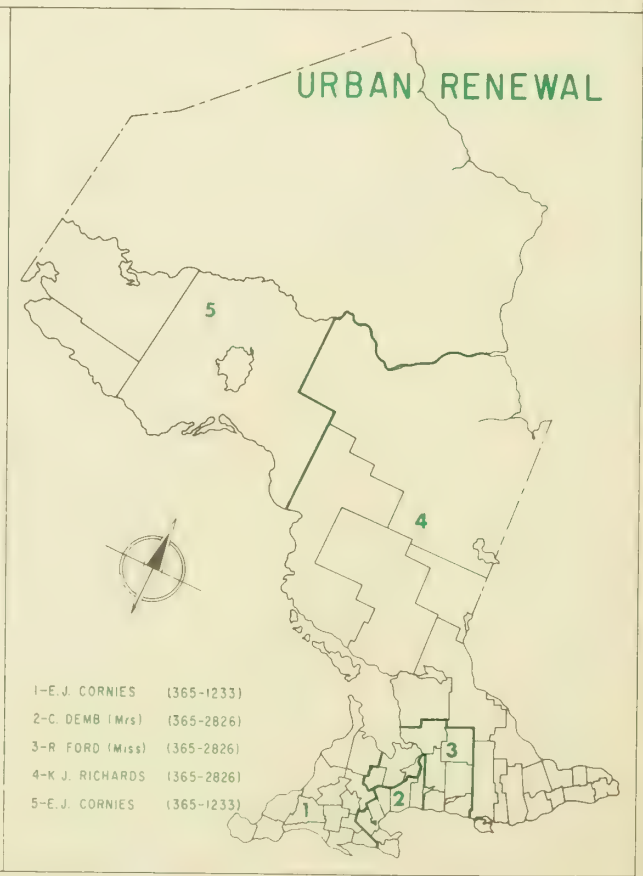 URBAN RENEWAL
5
4
1-E.J. CORNIES (365-1233)
2-C. DEMB (Mrs) (365-2826)
3-R FORD (Miss) (365-2826)
4-K J. RICHARDS (365-2826)
5-E.J. CORNIES (365-1233)
3
2
1